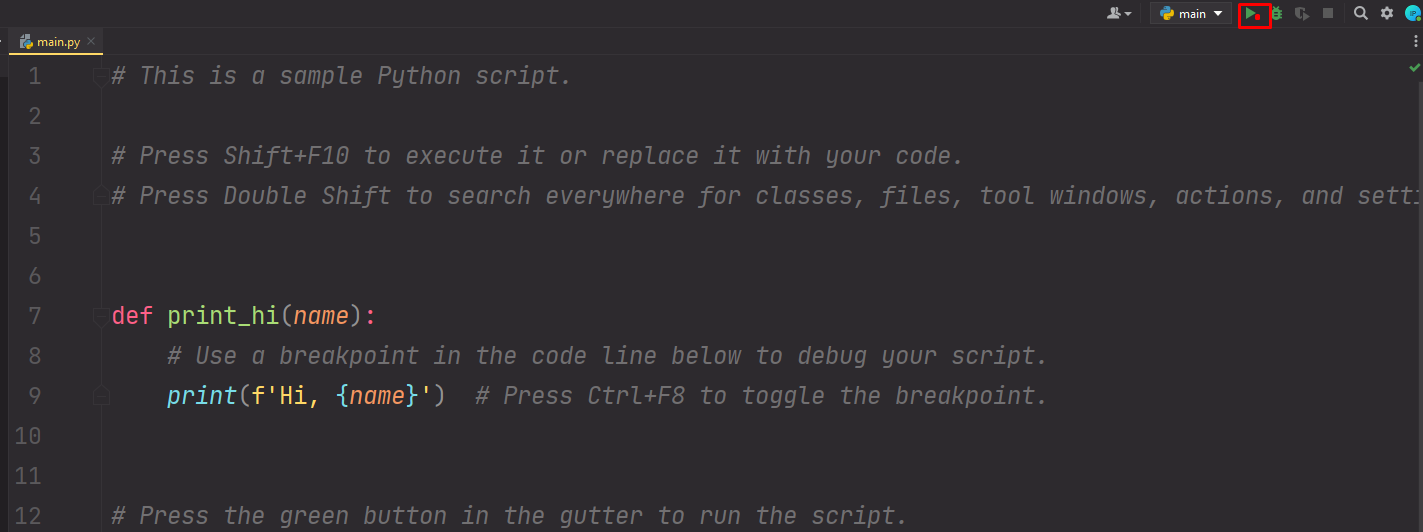 main
main.py
1 # This is a sample Python script.
2
3 # Press Shift+F10 to execute it or replace it with your code.
4 # Press Double Shift to search everywhere for classes, files, tool windows, actions, and setti
5
6
7 def print_hi(name):
8     # Use a breakpoint in the code line below to debug your script.
9     print(f'Hi, {name}')  # Press Ctrl+F8 to toggle the breakpoint.
10
11
12 # Press the green button in the gutter to run the script.